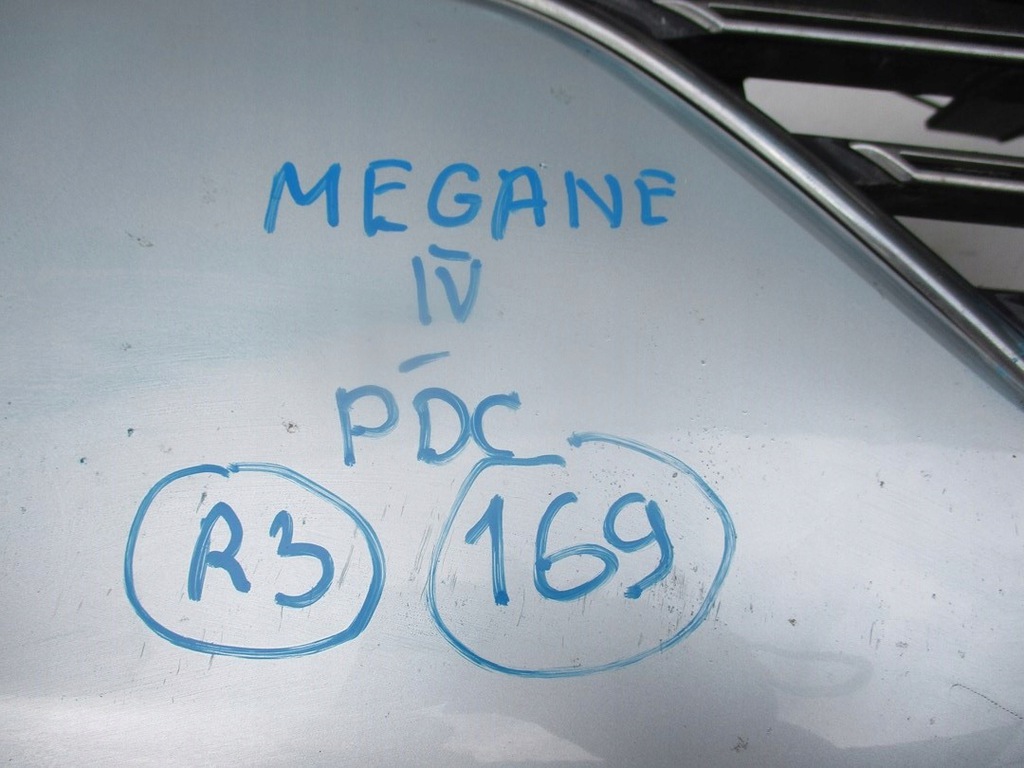 MEGANE
IV
PDC
R3 169